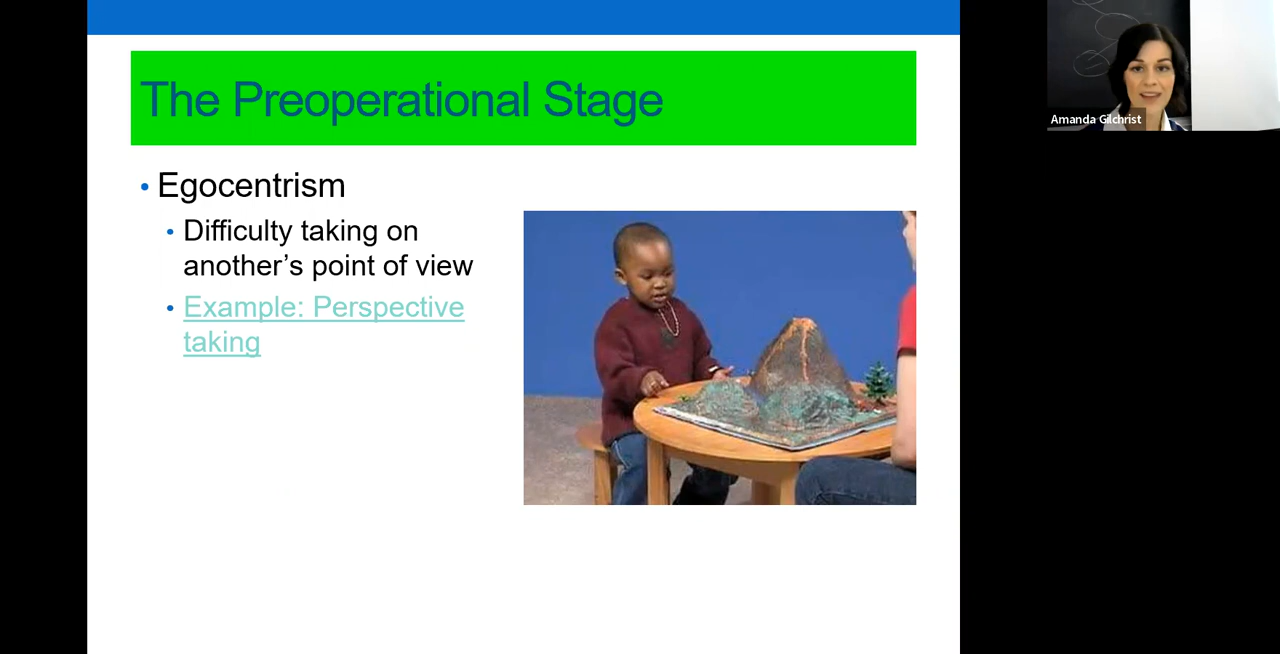 The Preoperational Stage
• Egocentrism
• Difficulty taking on
another's point of view
• Example: Perspective
taking
Amanda Gilchrist